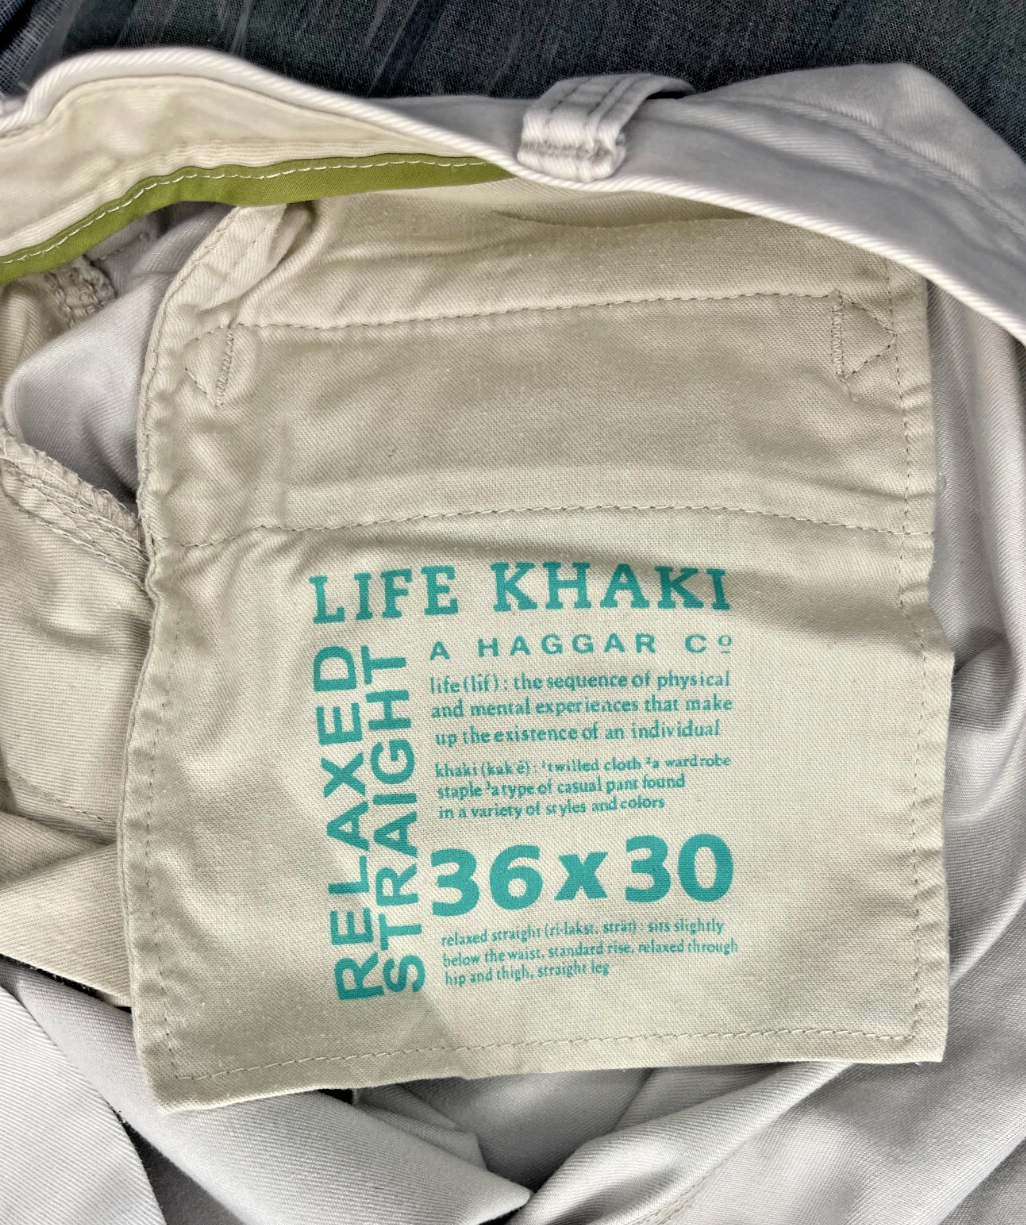 LIFE KHAKI
A HAGGAR Cº
RELAXED
STRAIGHT
life(lif): the sequence of physical
and mental experiences that make
up the existence of an individual
khaki (kak ē): ¹twilled cloth ²a wardrobe
staple ³a type of casual pant found
in a variety of styles and colors
36 x 30
relaxed straight (ri-lakst, strāt): sits slightly
below the waist, standard rise, relaxed through
hip and thigh, straight leg